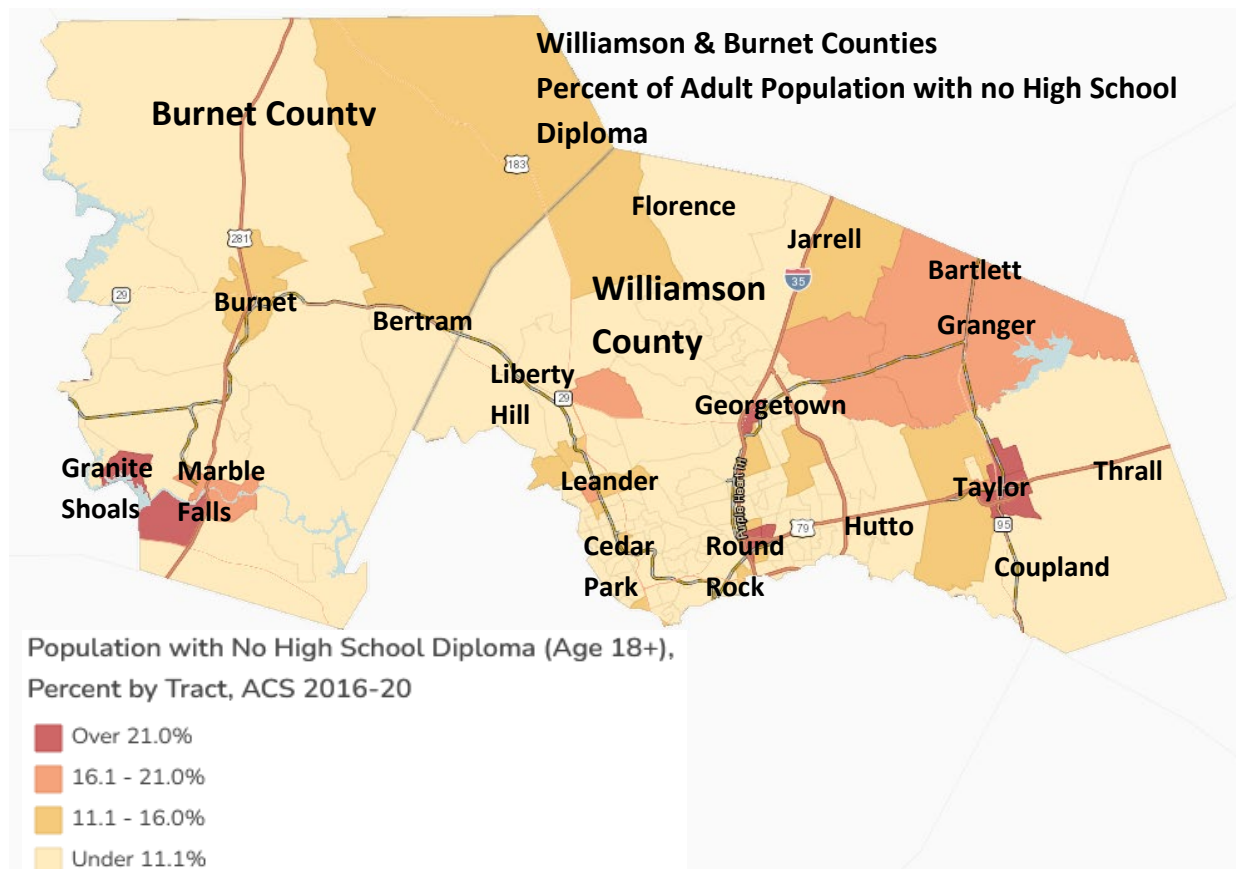 Williamson & Burnet Counties
Percent of Adult Population with no High School
Diploma
Burnet County
183
Florence
281
Jarrell
35
Bartlett
29
Burnet
Williamson
County
Granger
Bertram
Liberty
Hill
29
Georgetown
Granite
Shoals
Marble
Falls
Leander
Purple Heart Trl
Taylor
Thrall
Cedar
Park
Round
Rock
79
Hutto
95
Coupland
Population with No High School Diploma (Age 18+),
Percent by Tract, ACS 2016-20
Over 21.0%
16.1 - 21.0%
11.1 - 16.0%
Under 11.1%